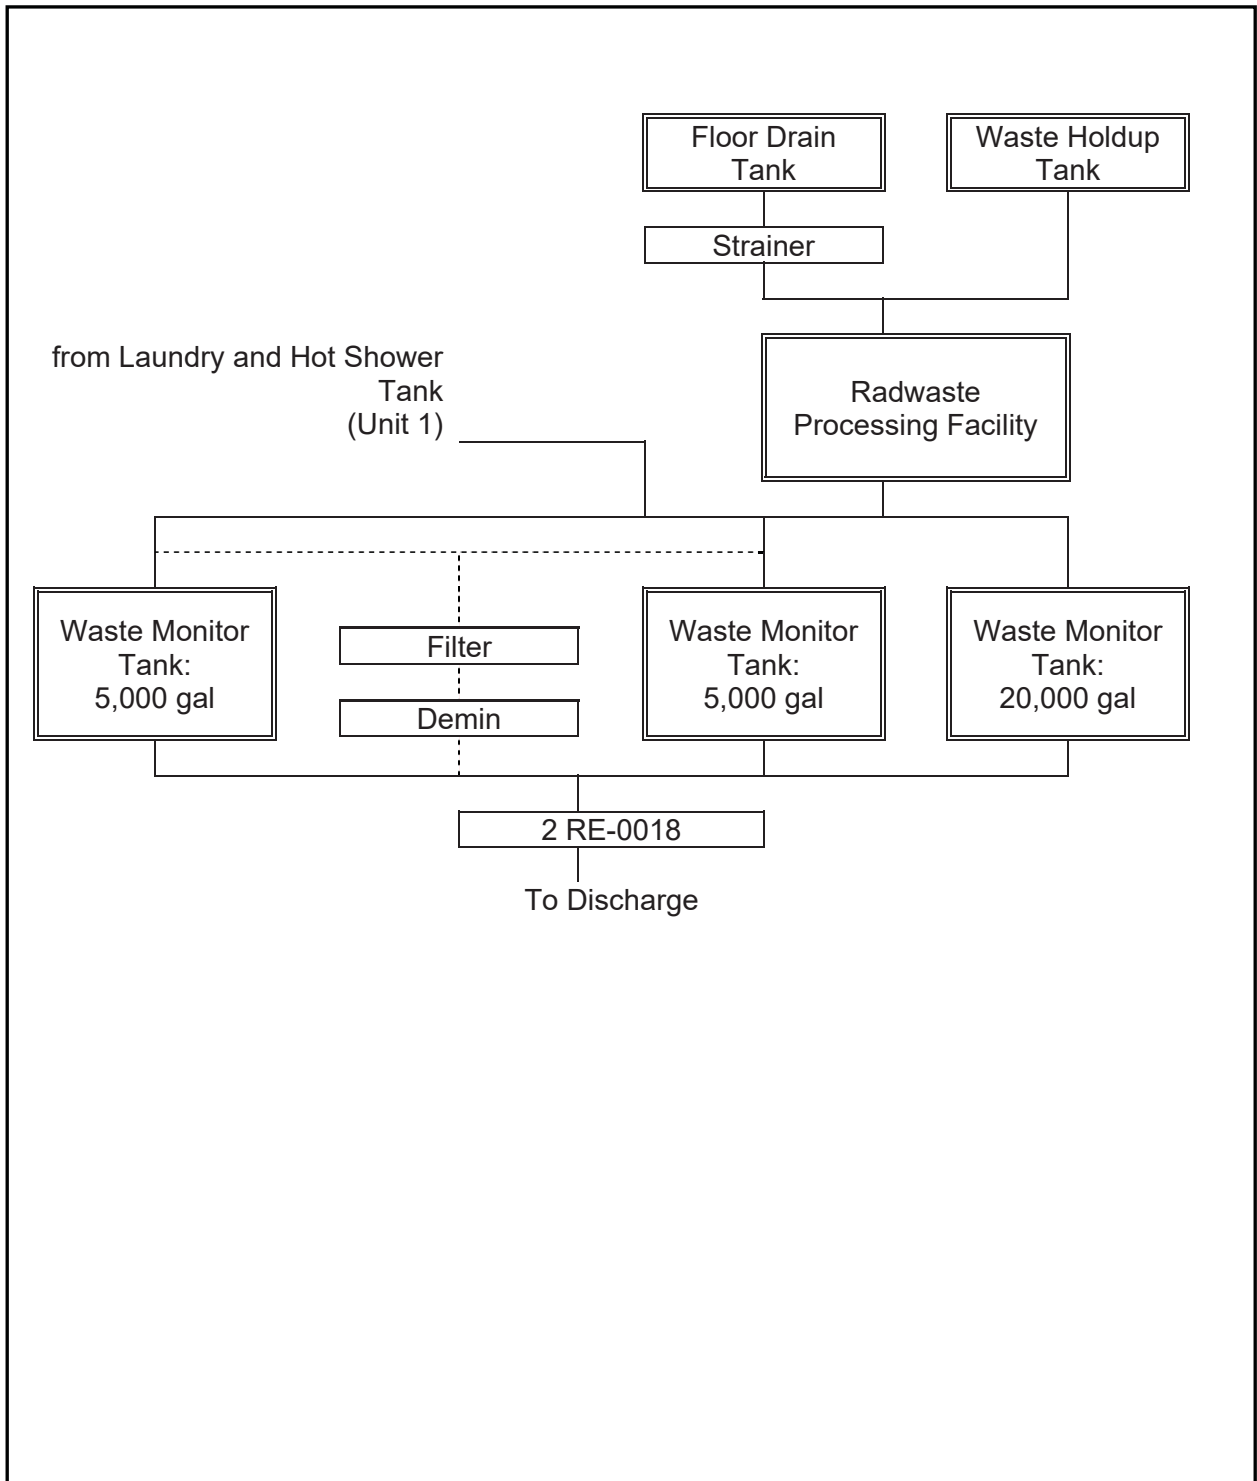 Floor Drain
Tank
Waste Holdup
Tank
Strainer
from Laundry and Hot Shower
Tank
(Unit 1)
Radwaste
Processing Facility
Waste Monitor
Tank:
5,000 gal
Filter
Demin
Waste Monitor
Tank:
5,000 gal
Waste Monitor
Tank:
20,000 gal
2 RE-0018
To Discharge